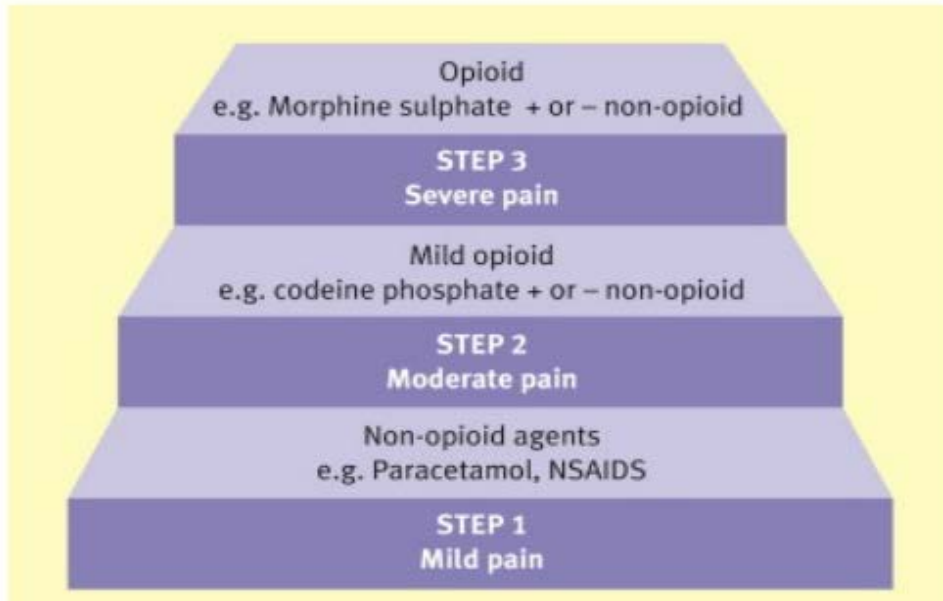 Opioid
e.g. Morphine sulphate + or – non-opioid
STEP 3
Severe pain
Mild opioid
e.g. codeine phosphate + or – non-opioid
STEP 2
Moderate pain
Non-opioid agents
e.g. Paracetamol, NSAIDS
STEP 1
Mild pain